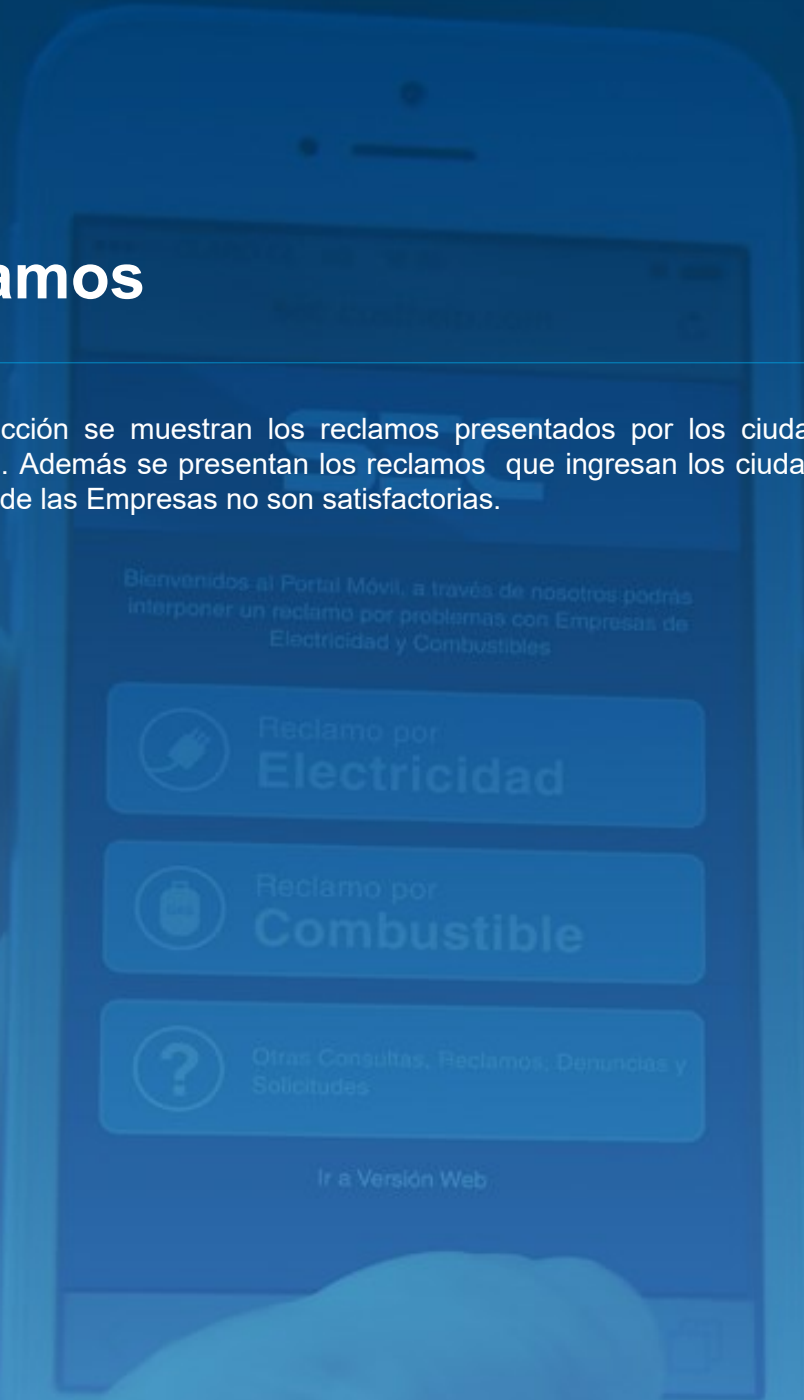 amos
cción se muestran los reclamos presentados por los ciuda
. Además se presentan los reclamos que ingresan los ciuda
de las Empresas no son satisfactorias.
SEC
Bienvenidos al Portal Móvil, a través de nosotros podrás
interponer un reclamo por problemas con Empresas de
Electricidad y Combustibles
Reclamo por
Electricidad
Reclamo por
Combustible
?
Otras Consultas, Reclamos, Denuncias y
Solicitudes
Ir a Versión Web